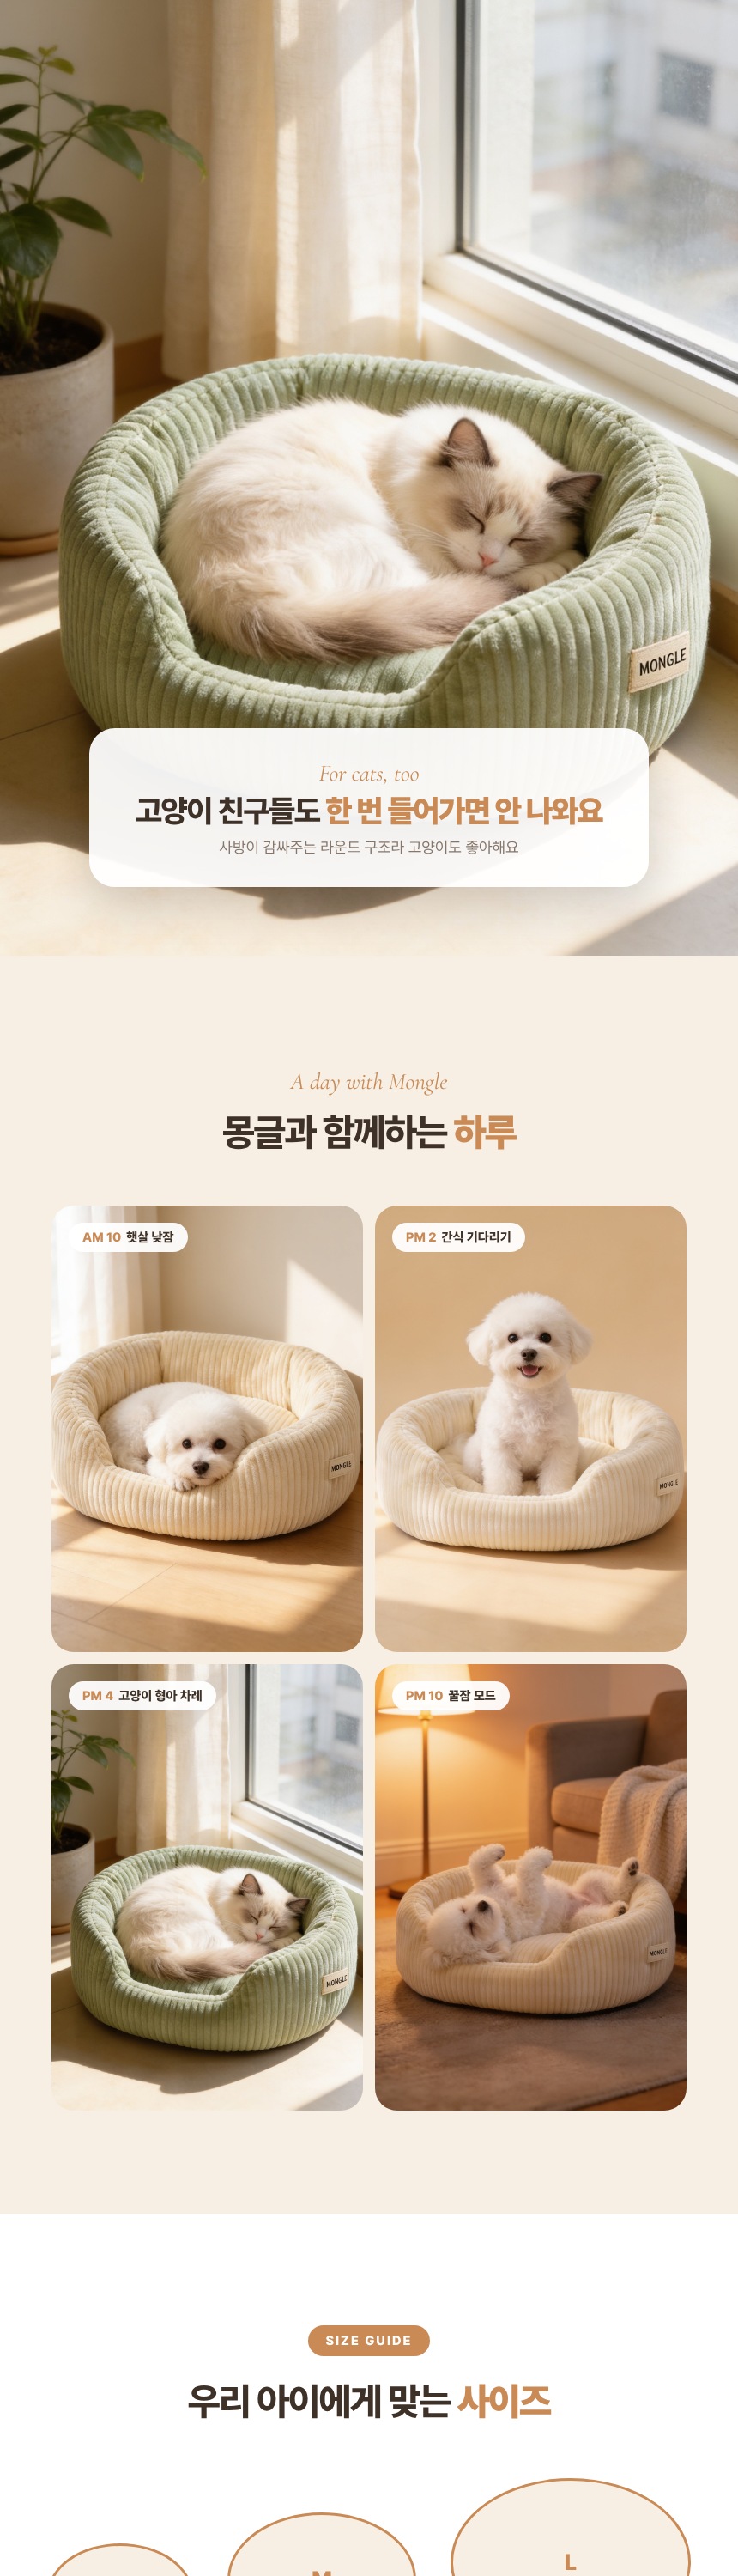 MONGLE
For cats, too
고양이 친구들도 한 번 들어가면 안 나와요
사방이 감싸주는 라운드 구조라 고양이도 좋아해요
A day with Mongle
몽글과 함께하는 하루
AM 10 햇살 낮잠
MONGLE
PM 2 간식 기다리기
MONGLE
PM 4 고양이 형아 차례
MONGLE
PM 10 꿀잠 모드
MONGLE
SIZE GUIDE
우리 아이에게 맞는 사이즈
M
L